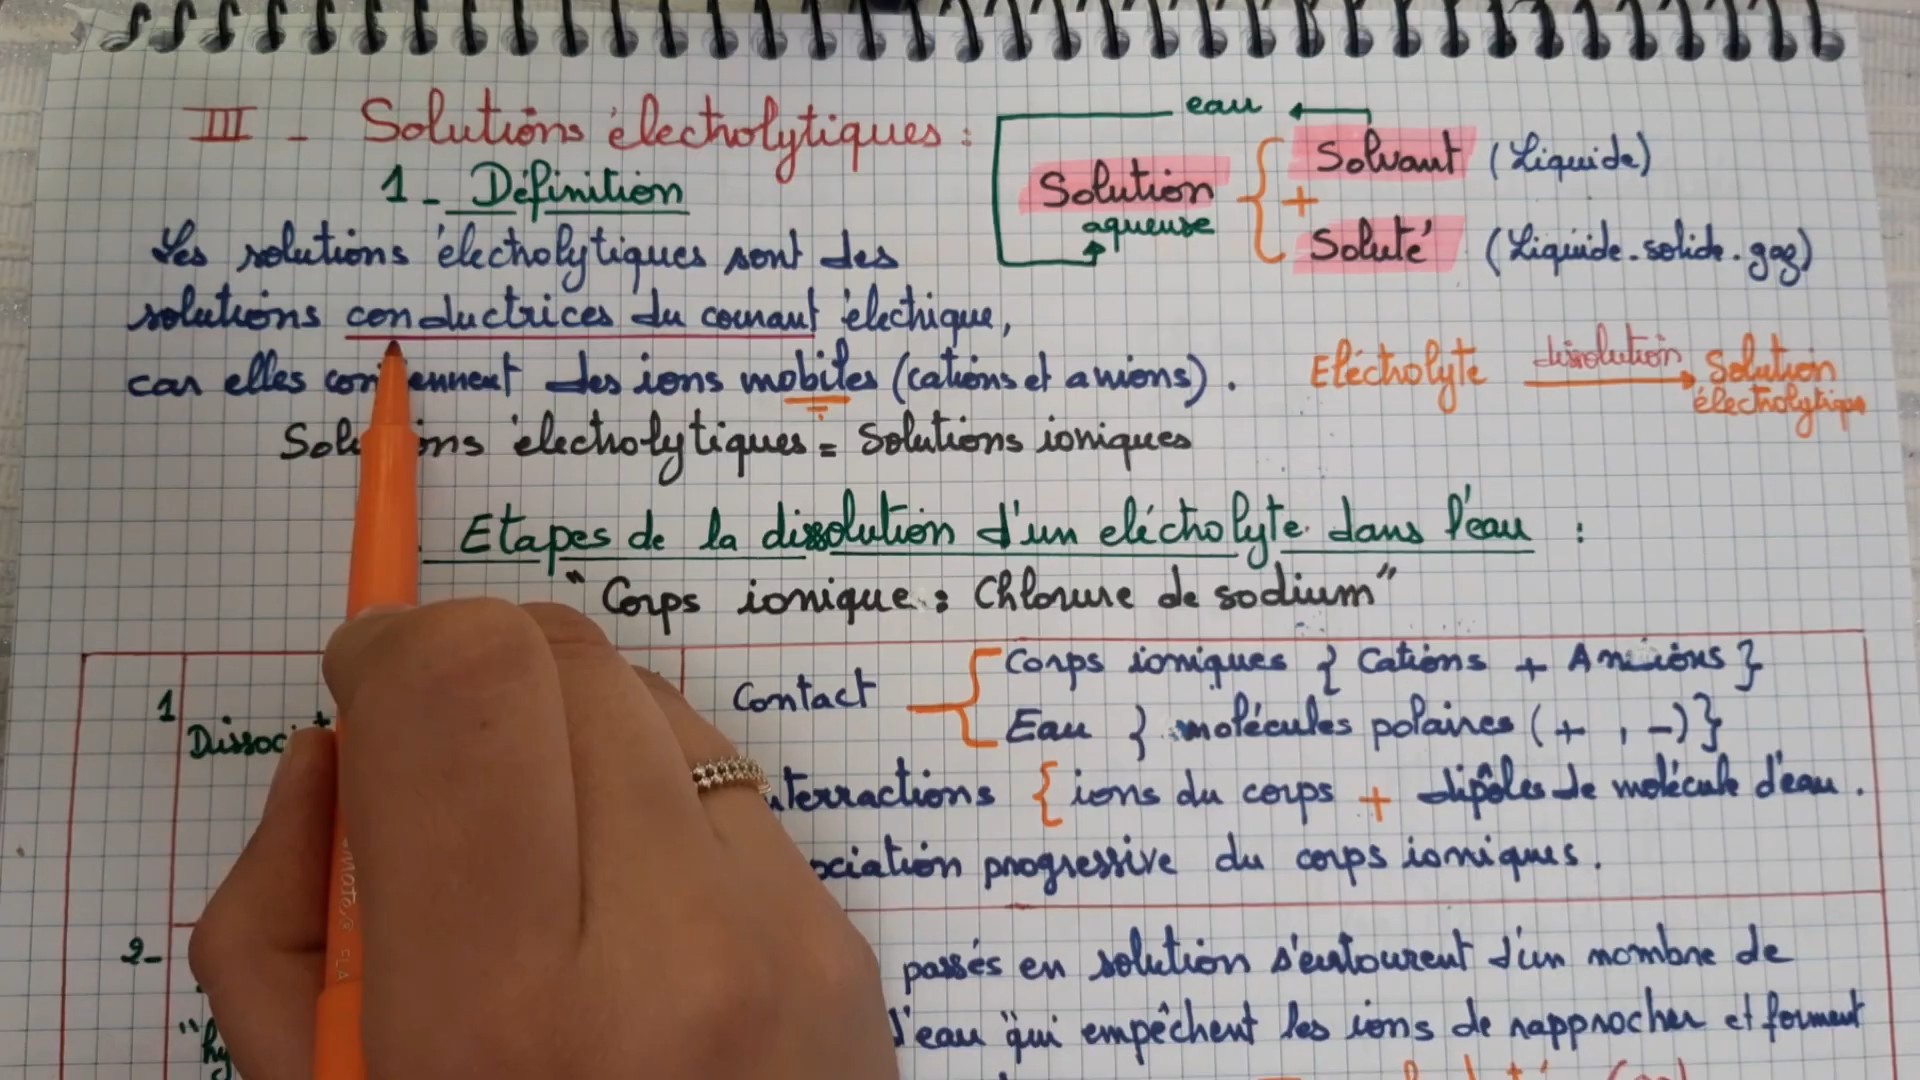 III - Solutions électrolytiques :
1 - Définition
Les solutions électrolytiques sont des
solutions conductrices du courant électrique,
car elles contiennent des ions mobiles (cations et anions).
Solutions électrolytiques = Solutions ioniques
eau
Solution
aqueuse
Solvant (Liquide)
+
Soluté (Liquide. solide. gaz)
Elécholyte dissolution Solution
électrolytique
Etapes de la dissolution d'un elécholyte dans l'eau :
"Corps ionique : Chlorure de sodium"
1
Contact
Corps ioniques { Cations + Anions }
Eau } molécules polaires (+ , -) }
{ ions du corps + dipôles de molécule d'eau .
progressive du corps ioniques .
2-
passés en solution s'entourent d'un nombre de
d'eau "qui empêchent les ions de rapprocher et forment